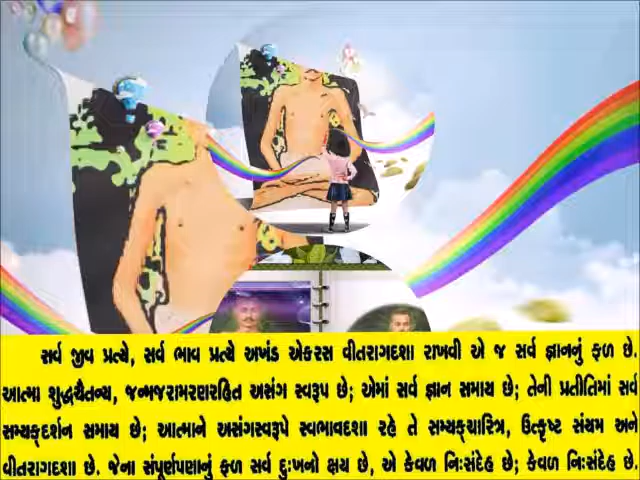 સર્વ જીવ પ્રત્યે, સર્વ ભાવ પ્રત્યે અખંડ એકરસ વીતરાગદશા રાખવી એ જ સર્વ જ્ઞાનનું ફળ છે.
આત્મા શુદ્ધચૈતન્ય, જન્મજરામરણરહિત અસંગ સ્વરૂપ છે; એમાં સર્વ જ્ઞાન સમાય છે; તેની પ્રતીતિમાં સર્વ
સમ્યક્‌દર્શન સમાય છે; આત્માને અસંગસ્વરૂપે સ્વભાવદશા રહે તે સમ્યક્‌ચારિત્ર, ઉત્કૃષ્ટ સંયમ અને
વીતરાગદશા છે. જેના સંપૂર્ણપણાનું ફળ સર્વ દુઃખનો ક્ષય છે, એ કેવળ નિઃસંદેહ છે; કેવળ નિઃસંદેહ છે.